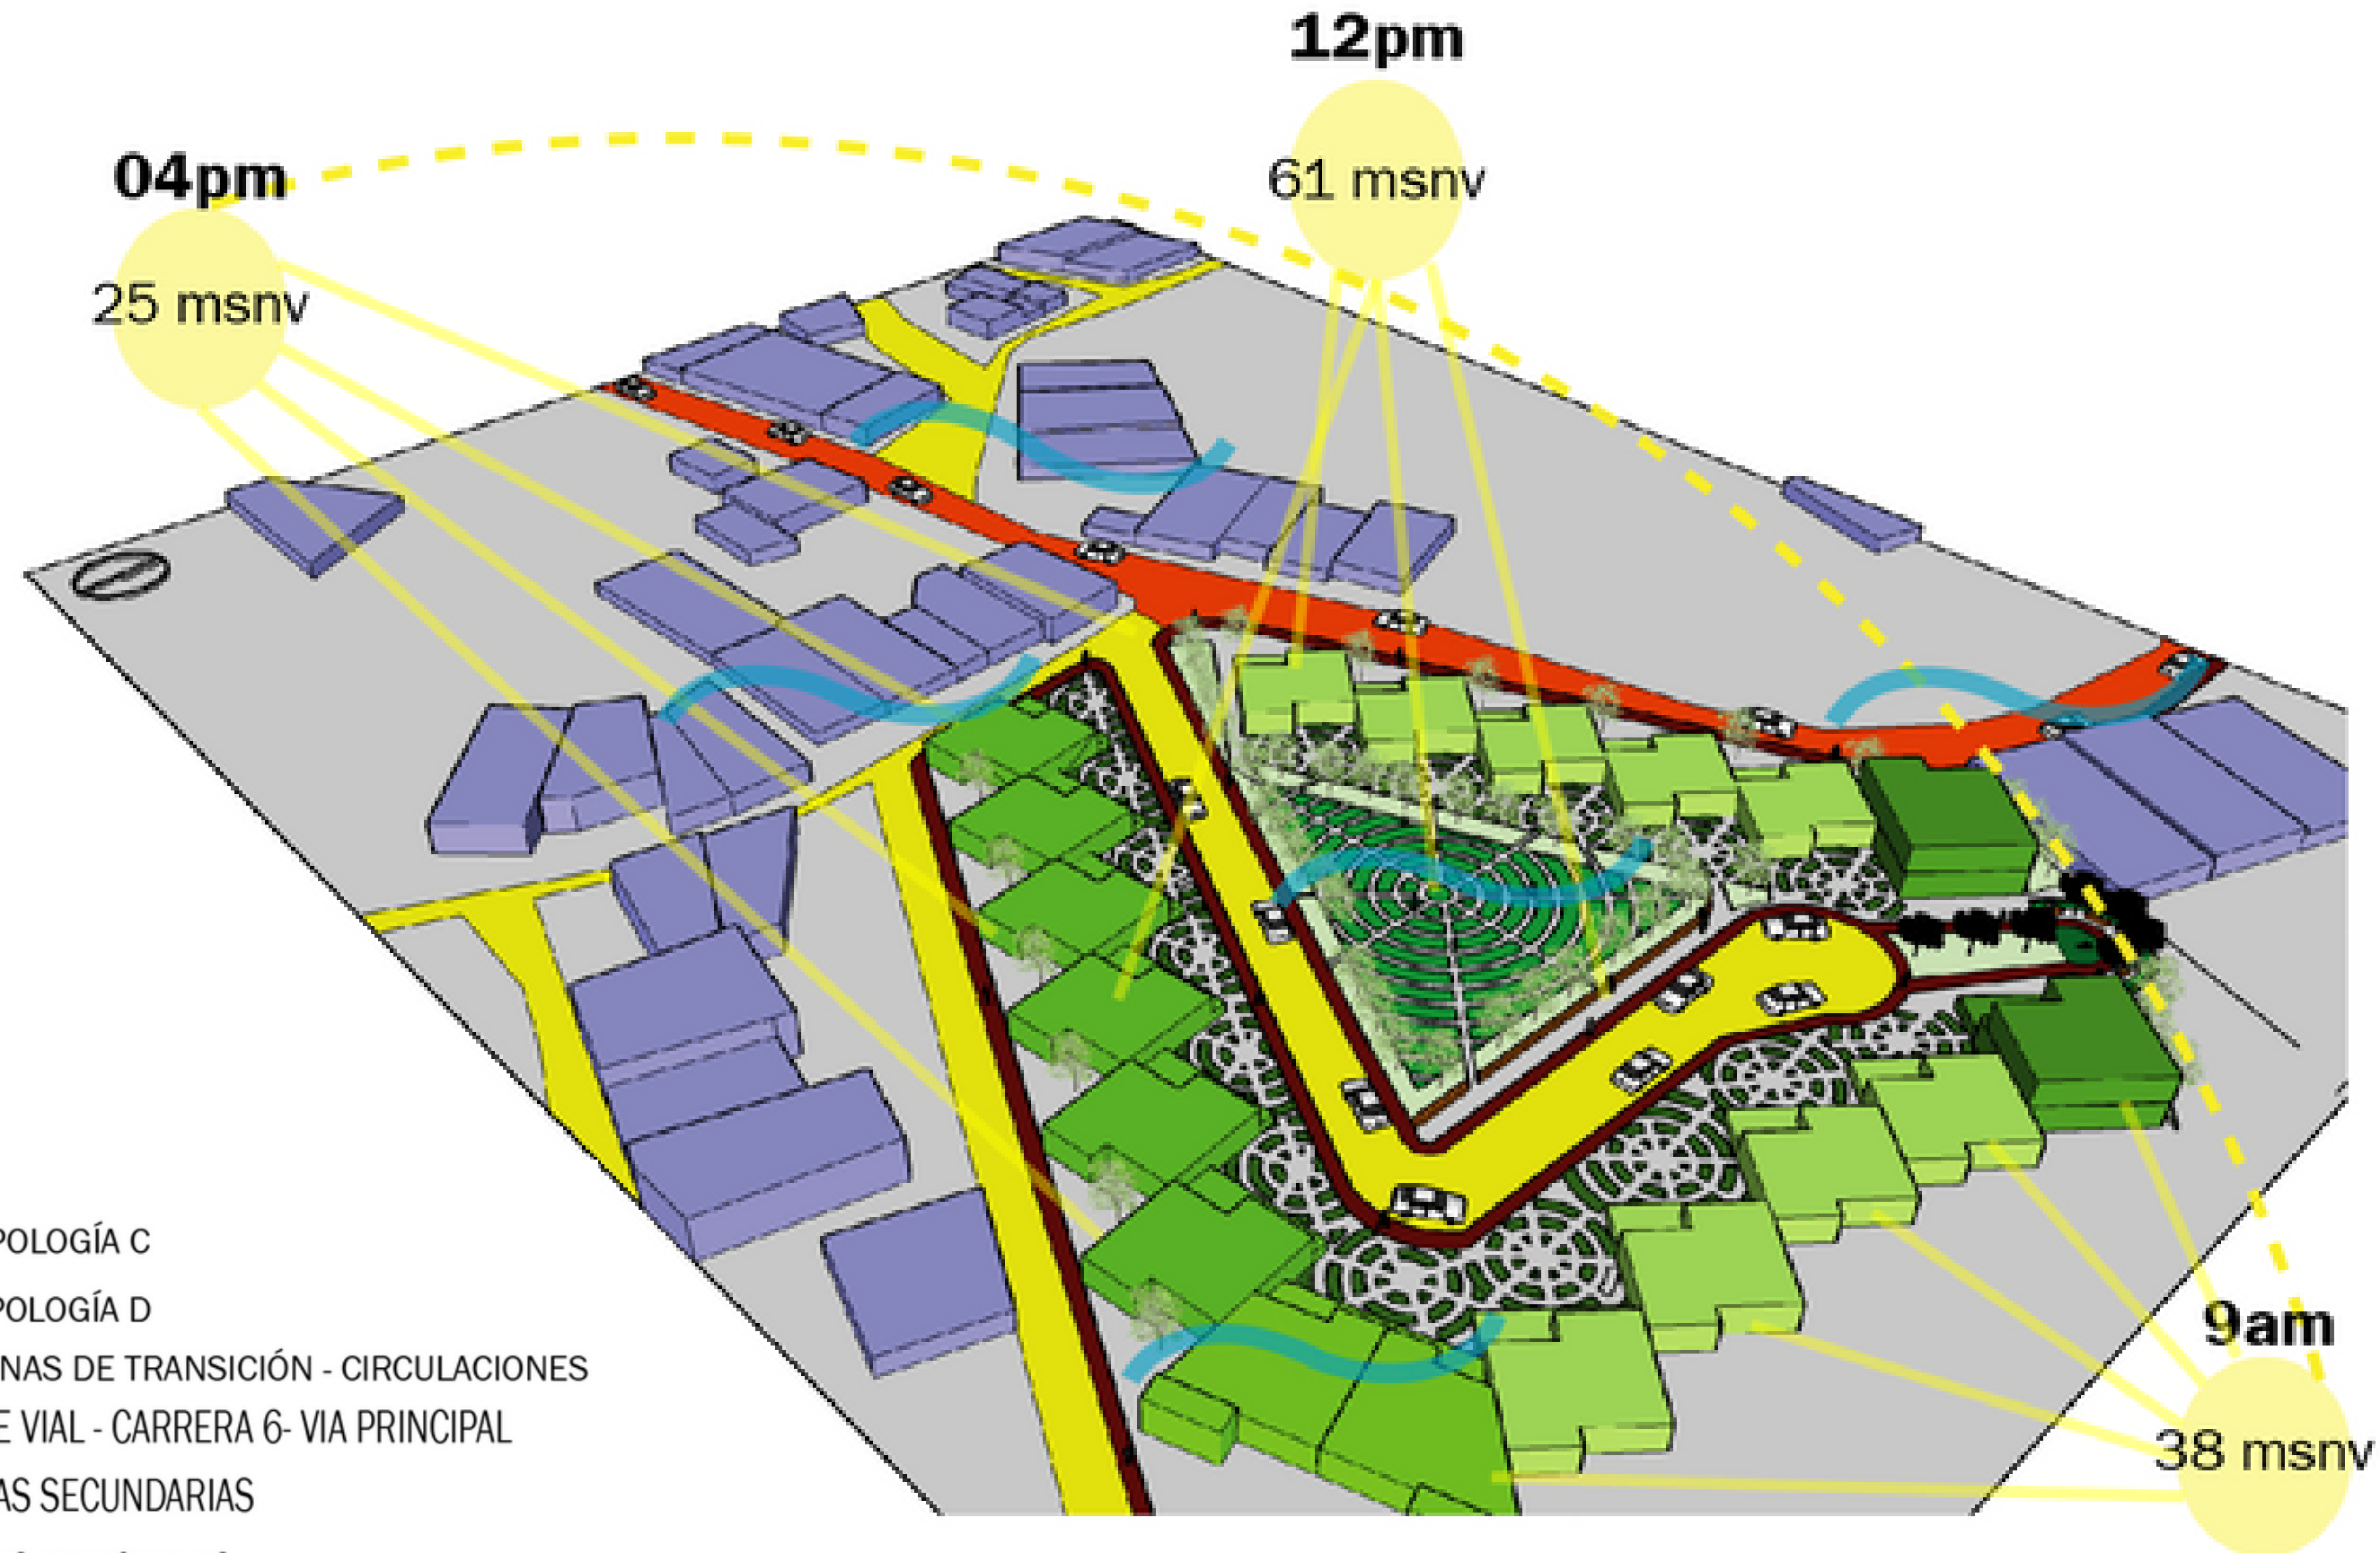 12pm
61 msnv
04pm
25 msnv
9am
38 msnv
POLOGÍA C
POLOGÍA D
NAS DE TRANSICIÓN - CIRCULACIONES
E VIAL - CARRERA 6- VIA PRINCIPAL
AS SECUNDARIAS